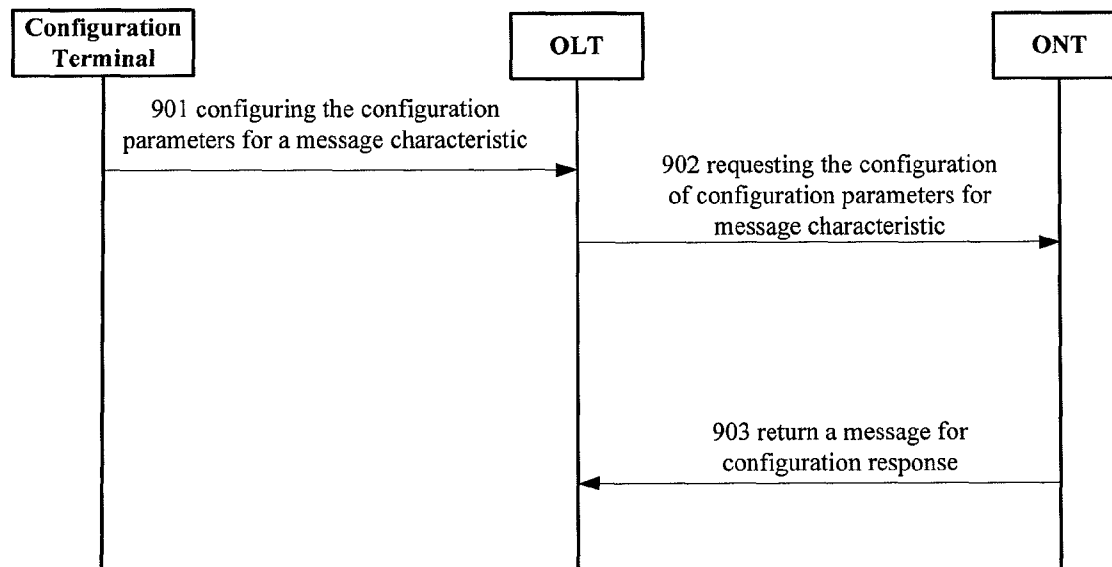 Configuration
Terminal
OLT
ONT
901 configuring the configuration
parameters for a message characteristic
902 requesting the configuration
of configuration parameters for
message characteristic
903 return a message for
configuration response